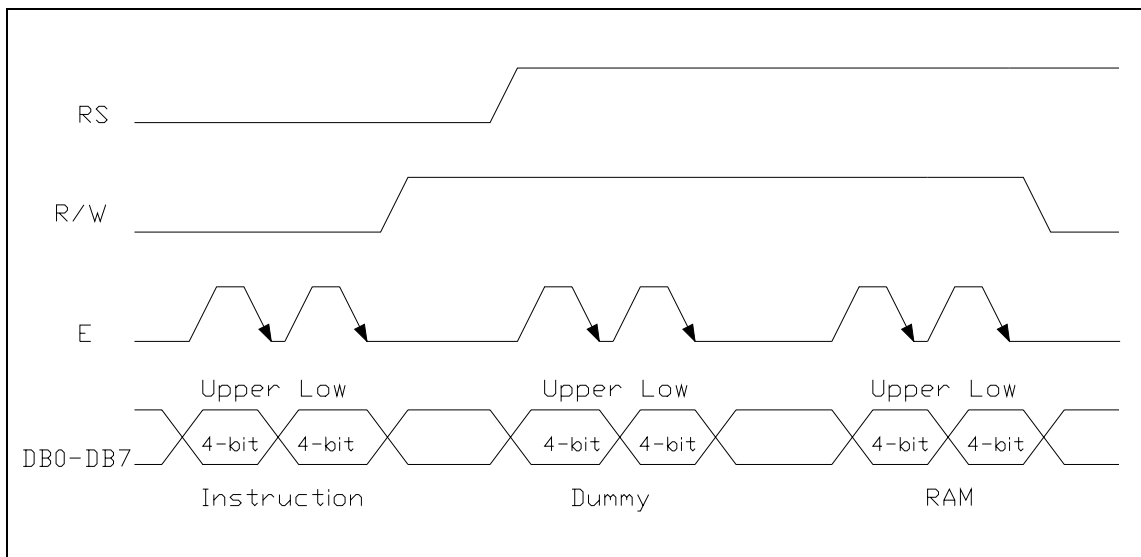 RS
R/W
E
Upper Low Upper Low Upper Low
DB0-DB7 4-bit 4-bit 4-bit 4-bit 4-bit 4-bit
Instruction Dummy RAM